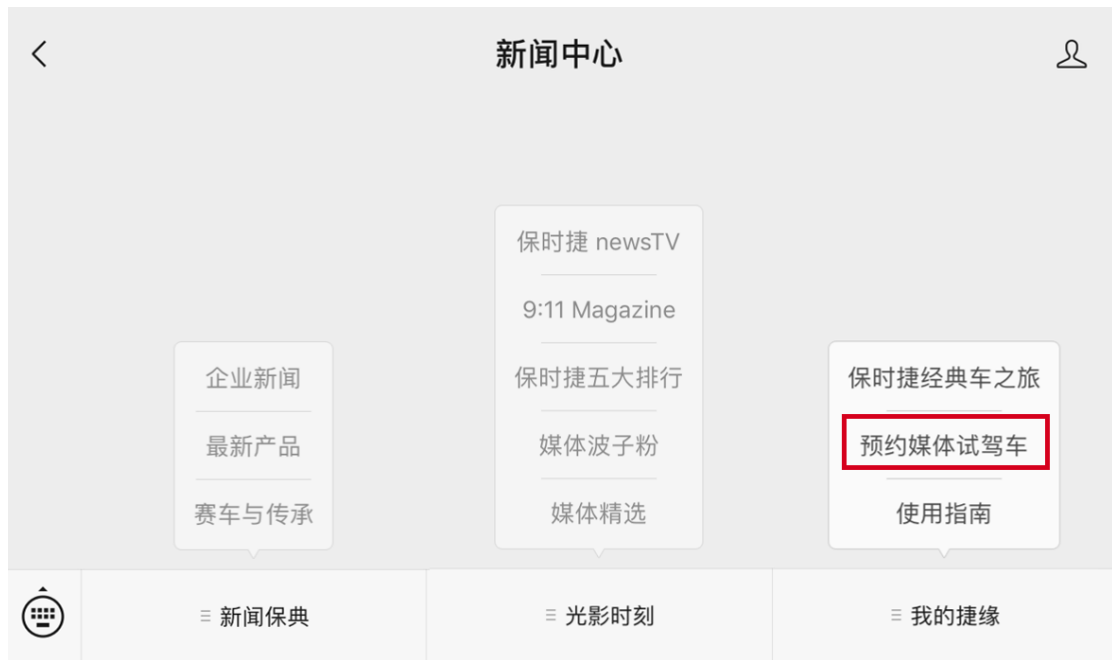 新闻中心
保时捷 newsTV
9:11 Magazine
保时捷五大排行
媒体波子粉
媒体精选
企业新闻
最新产品
赛车与传承
保时捷经典车之旅
预约媒体试驾车
使用指南
新闻保典
光影时刻
我的捷缘